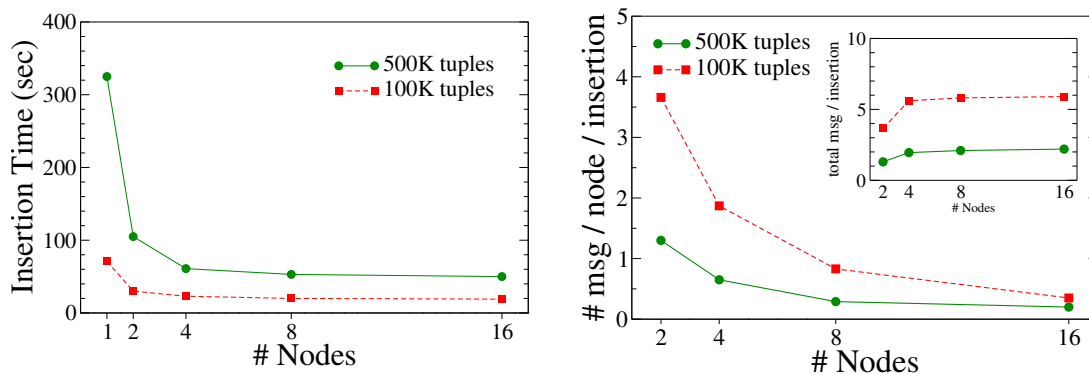 400
300
200
100
0
Insertion Time (sec)
500K tuples
100K tuples
1 2 4 8 16
# Nodes
5
4
3
2
1
0
# msg / node / insertion
500K tuples
100K tuples
2 4 8 16
# Nodes
10
5
0
total msg / insertion
2 4 8 16
# Nodes